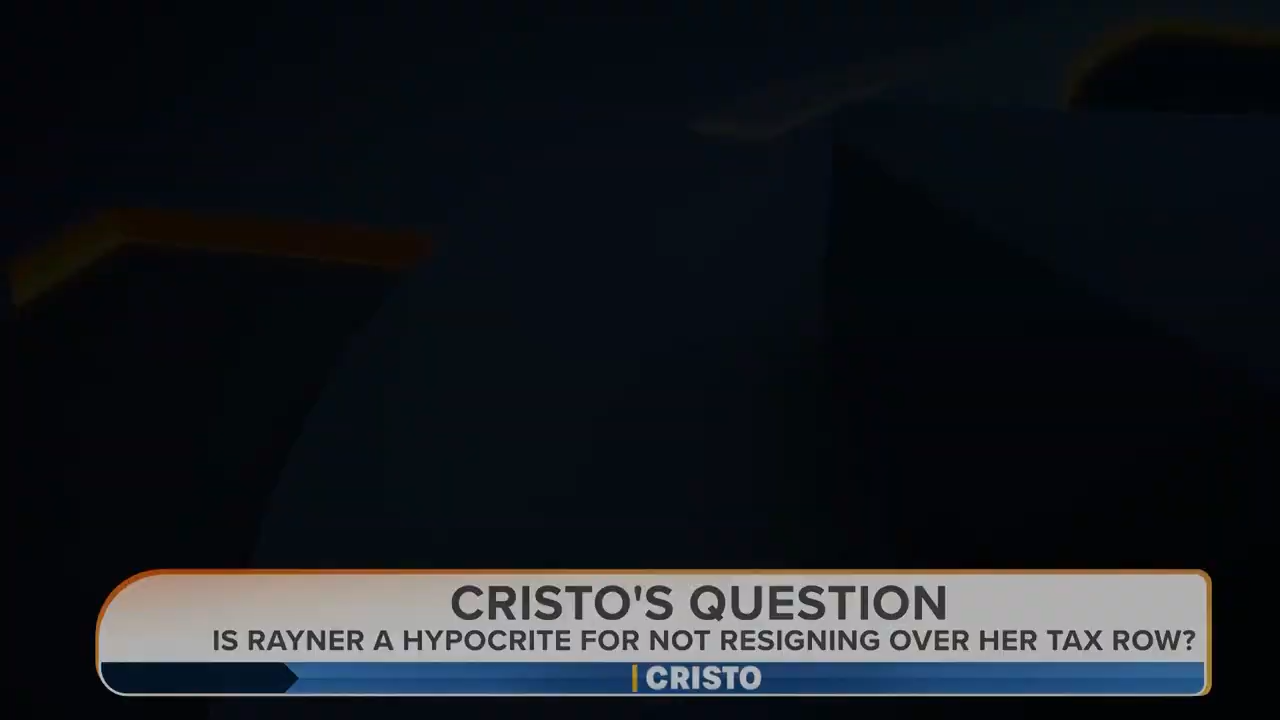 CRISTO'S QUESTION
IS RAYNER A HYPOCRITE FOR NOT RESIGNING OVER HER TAX ROW?
CRISTO